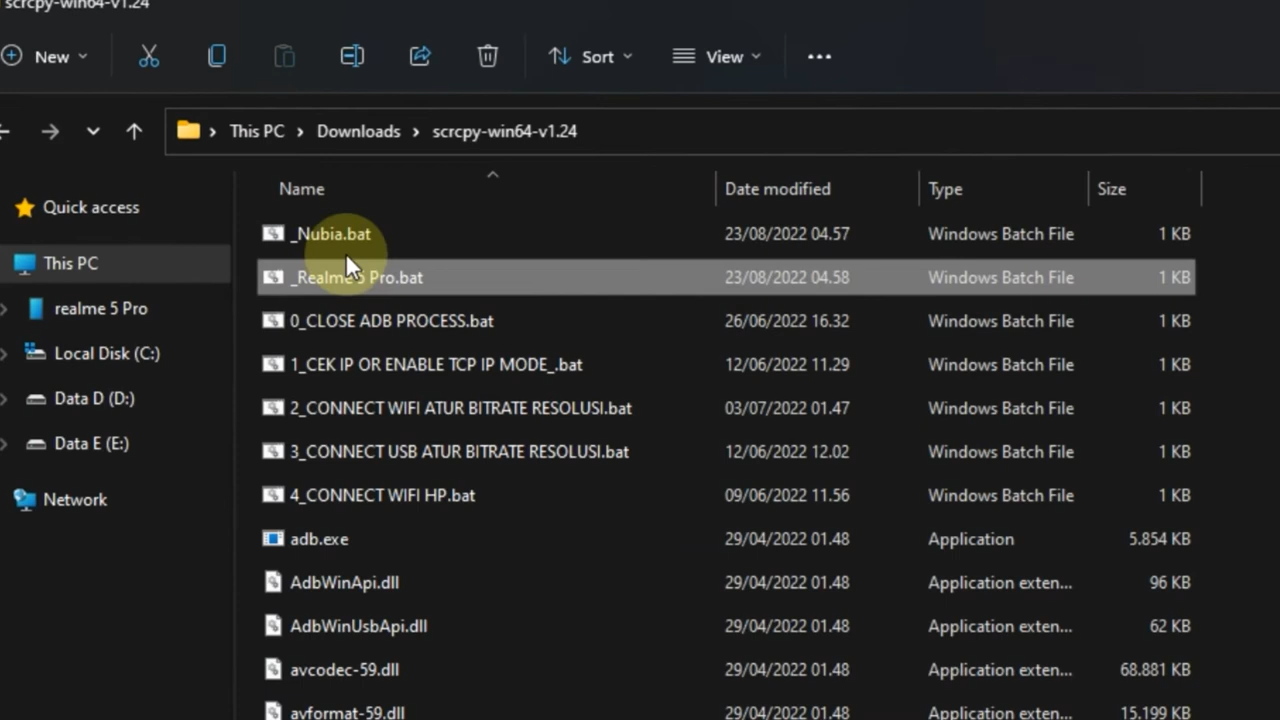 scrcpy-win64-v1.24
New Sort View
This PC > Downloads > scrcpy-win64-v1.24
Name Date modified Type Size
Quick access
This PC
realme 5 Pro
Local Disk (C:)
Data D (D:)
Data E (E:)
Network
_Nubia.bat 23/08/2022 04.57 Windows Batch File 1 KB
_Realme 5 Pro.bat 23/08/2022 04.58 Windows Batch File 1 KB
0_CLOSE ADB PROCESS.bat 26/06/2022 16.32 Windows Batch File 1 KB
1_CEK IP OR ENABLE TCP IP MODE_.bat 12/06/2022 11.29 Windows Batch File 1 KB
2_CONNECT WIFI ATUR BITRATE RESOLUSI.bat 03/07/2022 01.47 Windows Batch File 1 KB
3_CONNECT USB ATUR BITRATE RESOLUSI.bat 12/06/2022 12.02 Windows Batch File 1 KB
4_CONNECT WIFI HP.bat 09/06/2022 11.56 Windows Batch File 1 KB
adb.exe 29/04/2022 01.48 Application 5.854 KB
AdbWinApi.dll 29/04/2022 01.48 Application exten... 96 KB
AdbWinUsbApi.dll 29/04/2022 01.48 Application exten... 62 KB
avcodec-59.dll 29/04/2022 01.48 Application exten... 68.881 KB
avformat-59.dll 29/04/2022 01.48 Application exten... 15.199 KB